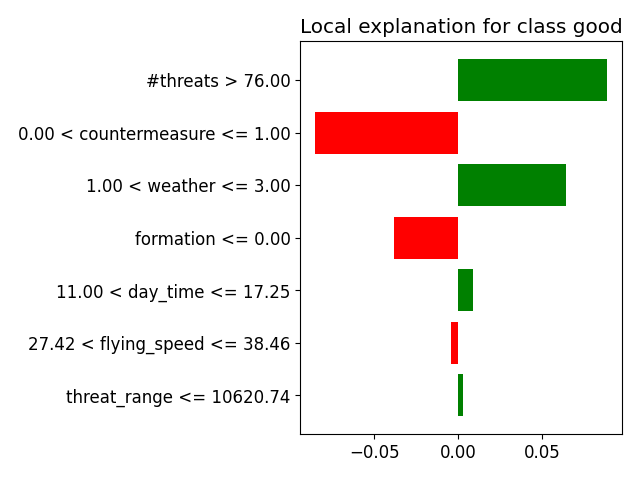 Local explanation for class good
#threats > 76.00
0.00 < countermeasure <= 1.00
1.00 < weather <= 3.00
formation <= 0.00
11.00 < day_time <= 17.25
27.42 < flying_speed <= 38.46
threat_range <= 10620.74
−0.05 0.00 0.05